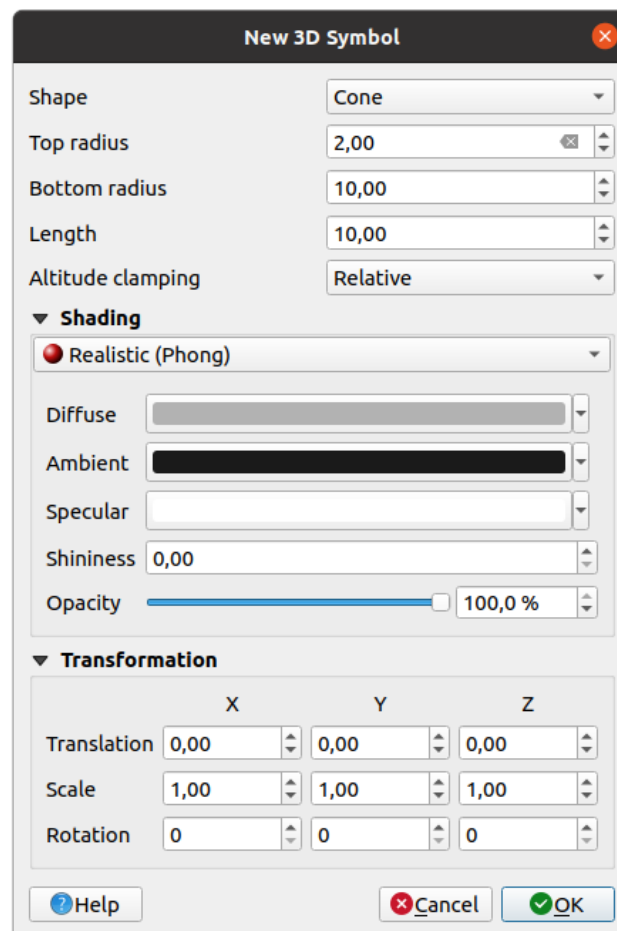 New 3D Symbol
Shape Cone
Top radius 2,00
Bottom radius 10,00
Length 10,00
Altitude clamping Relative
Shading
Realistic (Phong)
Diffuse
Ambient
Specular
Shininess 0,00
Opacity 100,0 %
Transformation
X Y Z
Translation 0,00 0,00 0,00
Scale 1,00 1,00 1,00
Rotation 0 0 0
Help Cancel OK